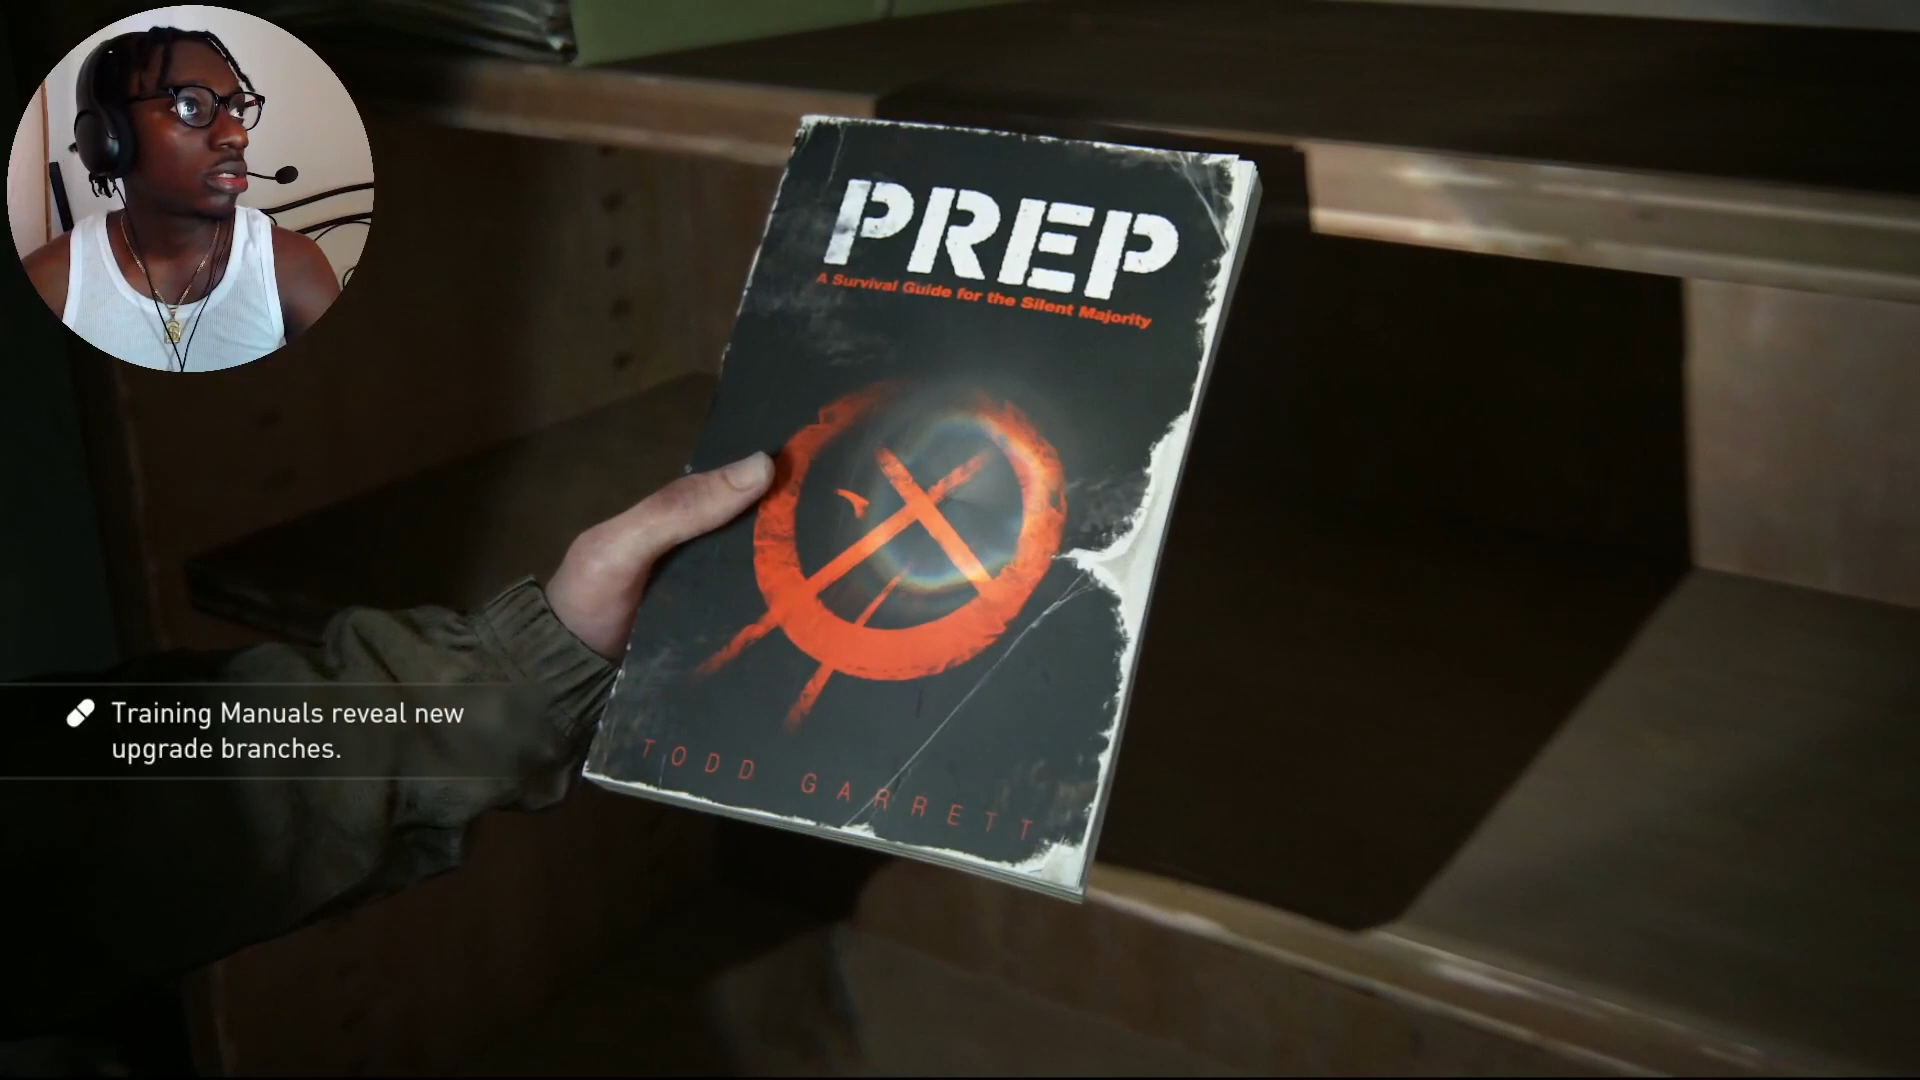 PREP
A Survival Guide for the Silent Majority
TODD GARRETT
Training Manuals reveal new
upgrade branches.